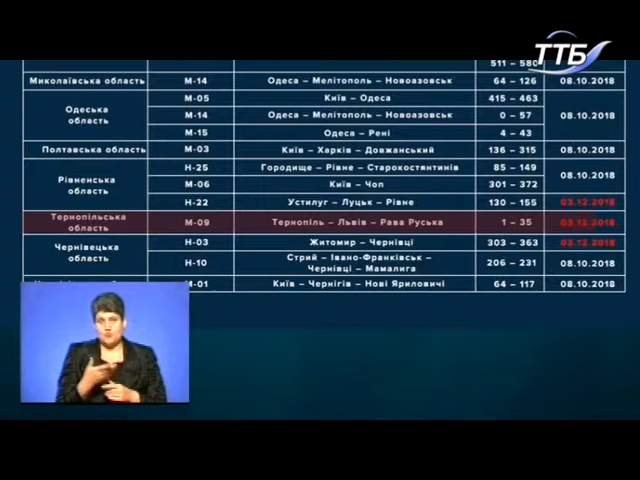 ТТБ
511 – 580
Миколаївська область М-14 Одеса – Мелітополь – Новоазовськ 64 – 126 08.10.2018
Одеська область
М-05 Київ – Одеса 415 – 463
М-14 Одеса – Мелітополь – Новоазовськ 0 – 57 08.10.2018
М-15 Одеса – Рені 4 – 43
Полтавська область М-03 Київ – Харків – Довжанський 136 – 315 08.10.2018
Рівненська область
Н-25 Городище – Рівне – Старокостянтинів 85 – 149
08.10.2018
М-06 Київ – Чоп 301 – 372
Н-22 Устилуг – Луцьк – Рівне 130 – 155 03.12.2018
Тернопільська область
М-09 Тернопіль – Львів – Рава Руська 1 – 35 03.12.2018
Чернівецька область
Н-03 Житомир – Чернівці 303 – 363 03.12.2018
Н-10 Стрий – Івано-Франківськ – Чернівці – Мамалига 206 – 231 08.10.2018
М-01 Київ – Чернігів – Нові Яриловичі 64 – 117 08.10.2018